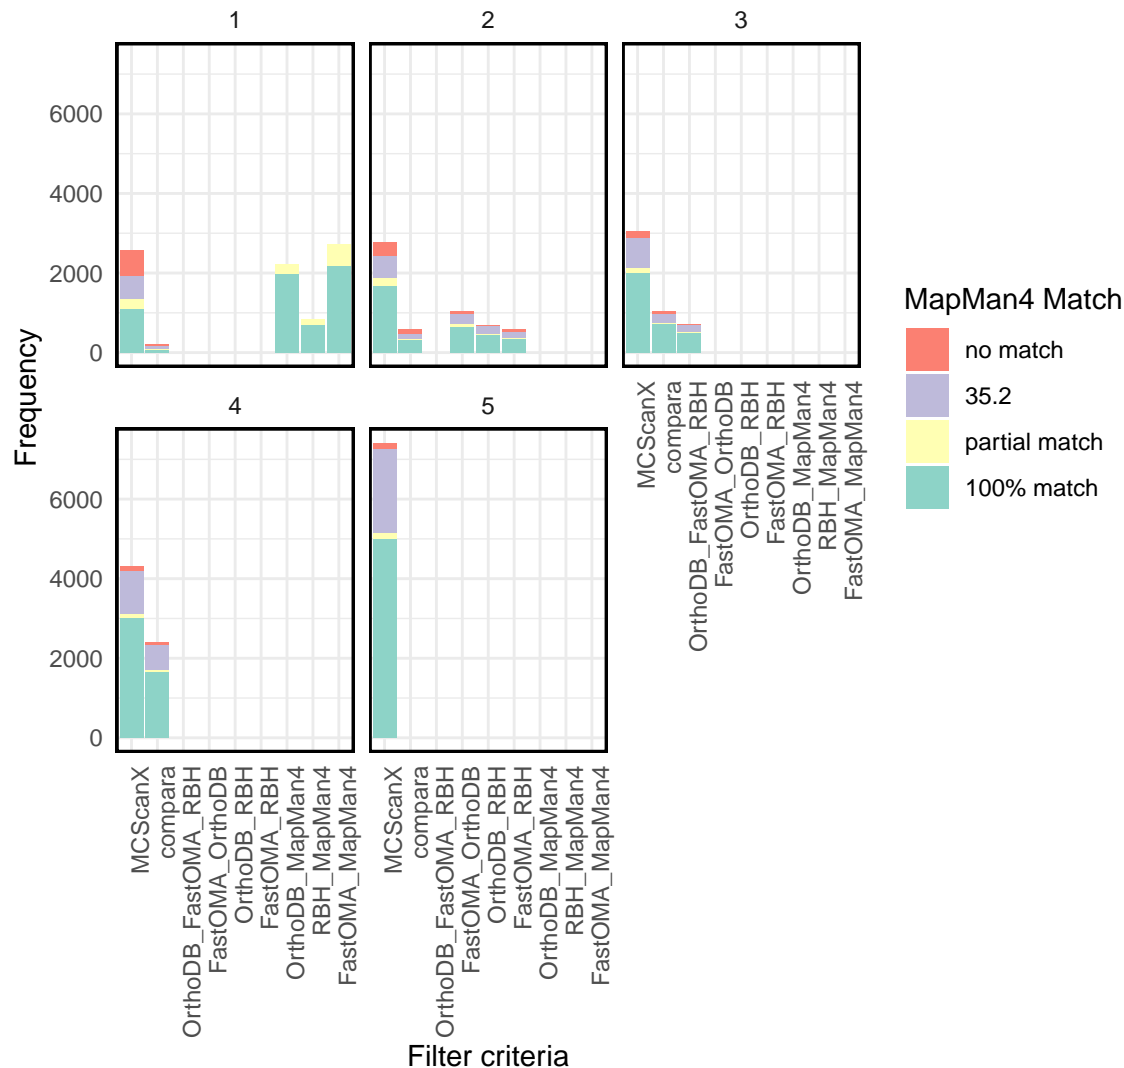 1
2
3
6000
4000
2000
0
MCScanX
compara
OrthoDB_FastOMA_RBH
FastOMA_OrthoDB
OrthoDB_RBH
FastOMA_RBH
OrthoDB_MapMan4
RBH_MapMan4
FastOMA_MapMan4
4
5
6000
4000
2000
0
MCScanX
compara
OrthoDB_FastOMA_RBH
FastOMA_OrthoDB
OrthoDB_RBH
FastOMA_RBH
OrthoDB_MapMan4
RBH_MapMan4
FastOMA_MapMan4
MCScanX
compara
OrthoDB_FastOMA_RBH
FastOMA_OrthoDB
OrthoDB_RBH
FastOMA_RBH
OrthoDB_MapMan4
RBH_MapMan4
FastOMA_MapMan4
Frequency
Filter criteria
MapMan4 Match
no match
35.2
partial match
100% match